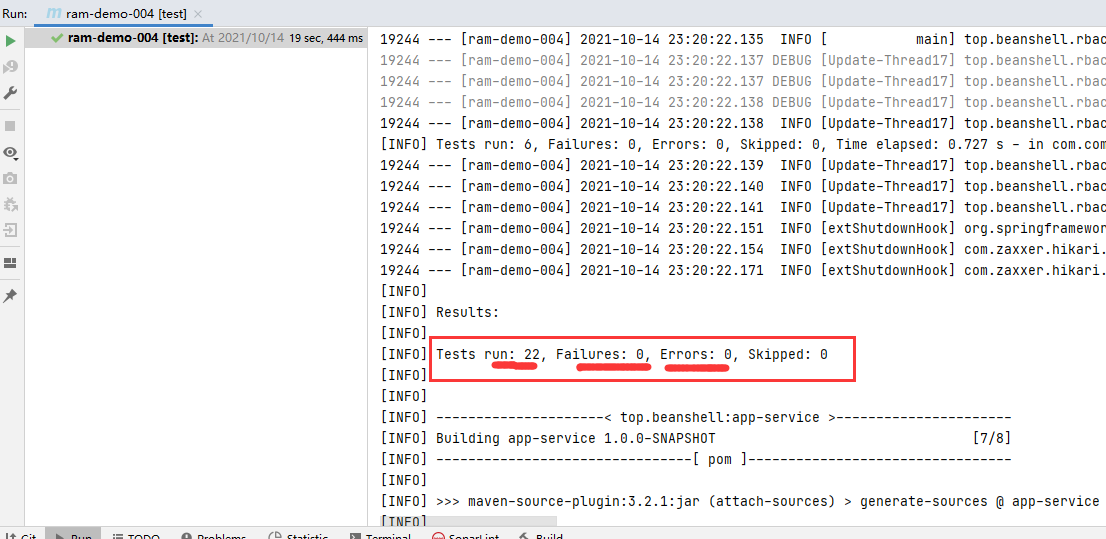 Run: ram-demo-004 [test]
ram-demo-004 [test]: At 2021/10/14 19 sec, 444 ms
19244 --- [ram-demo-004] 2021-10-14 23:20:22.135 INFO [ main] top.beanshell.rbac
19244 --- [ram-demo-004] 2021-10-14 23:20:22.137 DEBUG [Update-Thread17] top.beanshell.rbac
19244 --- [ram-demo-004] 2021-10-14 23:20:22.137 DEBUG [Update-Thread17] top.beanshell.rbac
19244 --- [ram-demo-004] 2021-10-14 23:20:22.138 DEBUG [Update-Thread17] top.beanshell.rbac
19244 --- [ram-demo-004] 2021-10-14 23:20:22.138 INFO [Update-Thread17] top.beanshell.rbac
[INFO] Tests run: 6, Failures: 0, Errors: 0, Skipped: 0, Time elapsed: 0.727 s - in com.com
19244 --- [ram-demo-004] 2021-10-14 23:20:22.139 INFO [Update-Thread17] top.beanshell.rbac
19244 --- [ram-demo-004] 2021-10-14 23:20:22.140 INFO [Update-Thread17] top.beanshell.rbac
19244 --- [ram-demo-004] 2021-10-14 23:20:22.141 INFO [Update-Thread17] top.beanshell.rbac
19244 --- [ram-demo-004] 2021-10-14 23:20:22.151 INFO [extShutdownHook] org.springframewor
19244 --- [ram-demo-004] 2021-10-14 23:20:22.154 INFO [extShutdownHook] com.zaxxer.hikari.
19244 --- [ram-demo-004] 2021-10-14 23:20:22.171 INFO [extShutdownHook] com.zaxxer.hikari.
[INFO]
[INFO] Results:
[INFO]
[INFO] Tests run: 22, Failures: 0, Errors: 0, Skipped: 0
[INFO]
[INFO]
[INFO] ---------------------< top.beanshell:app-service >----------------------
[INFO] Building app-service 1.0.0-SNAPSHOT [7/8]
[INFO] --------------------------------[ pom ]---------------------------------
[INFO]
[INFO] >>> maven-source-plugin:3.2.1:jar (attach-sources) > generate-sources @ app-service
[INFO]
Git Run TODO Problems Statistic Terminal SonarLint Build